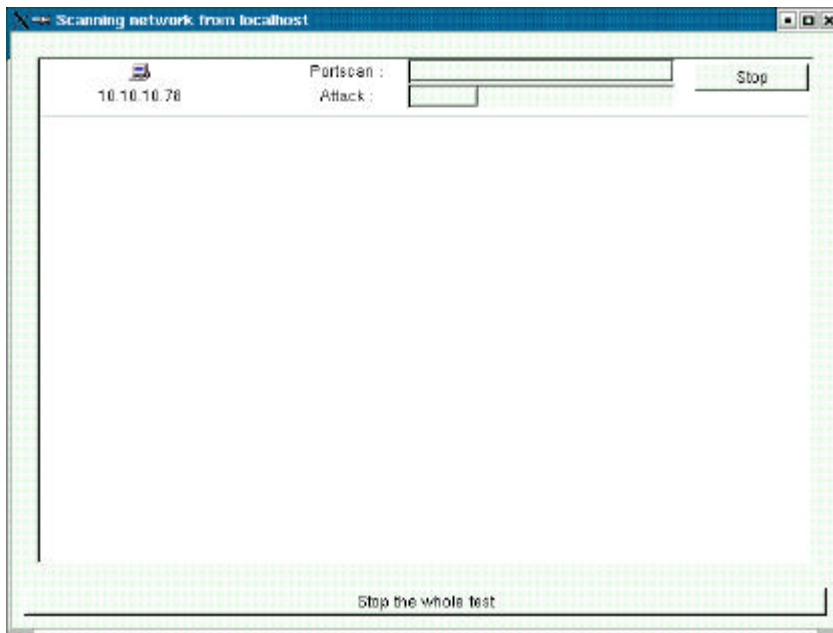 Scanning network from localhost
Portscan :
Stop
10.10.10.78
Attack :
Stop the whole test